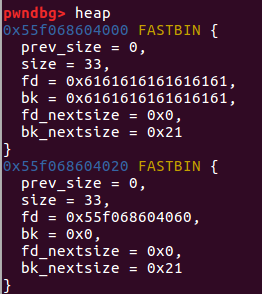 pwndbg> heap
0x55f068604000 FASTBIN {
prev_size = 0,
size = 33,
fd = 0x6161616161616161,
bk = 0x6161616161616161,
fd_nextsize = 0x0,
bk_nextsize = 0x21
}
0x55f068604020 FASTBIN {
prev_size = 0,
size = 33,
fd = 0x55f068604060,
bk = 0x0,
fd_nextsize = 0x0,
bk_nextsize = 0x21
}